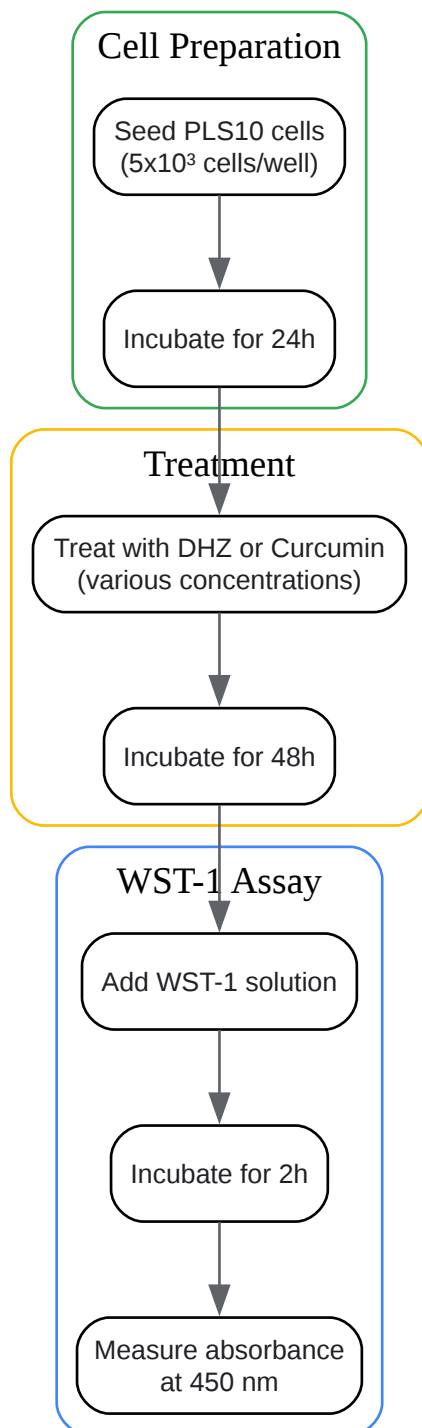 Cell Preparation
Seed PLS10 cells
(5x10³ cells/well)
Incubate for 24h
Treatment
Treat with DHZ or Curcumin
(various concentrations)
Incubate for 48h
WST-1 Assay
Add WST-1 solution
Incubate for 2h
Measure absorbance
at 450 nm